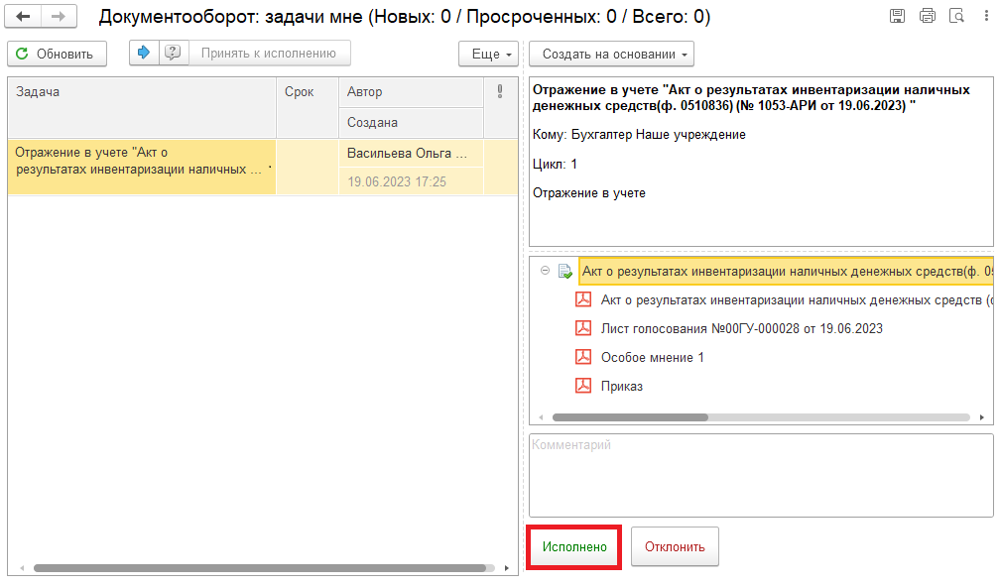 Документооборот: задачи мне (Новых: 0 / Просроченных: 0 / Всего: 0)
Обновить
Принять к исполнению
Еще
Создать на основании
Задача
Срок
Автор
Создана
Отражение в учете "Акт о
результатах инвентаризации наличных ...
Васильева Ольга ...
19.06.2023 17:25
Отражение в учете "Акт о результатах инвентаризации наличных
денежных средств(ф. 0510836) (№ 1053-АРИ от 19.06.2023) "
Кому: Бухгалтер Наше учреждение
Цикл: 1
Отражение в учете
Акт о результатах инвентаризации наличных денежных средств(ф. 05
Акт о результатах инвентаризации наличных денежных средств (ф
Лист голосования №00ГУ-000028 от 19.06.2023
Особое мнение 1
Приказ
Комментарий
Исполнено
Отклонить